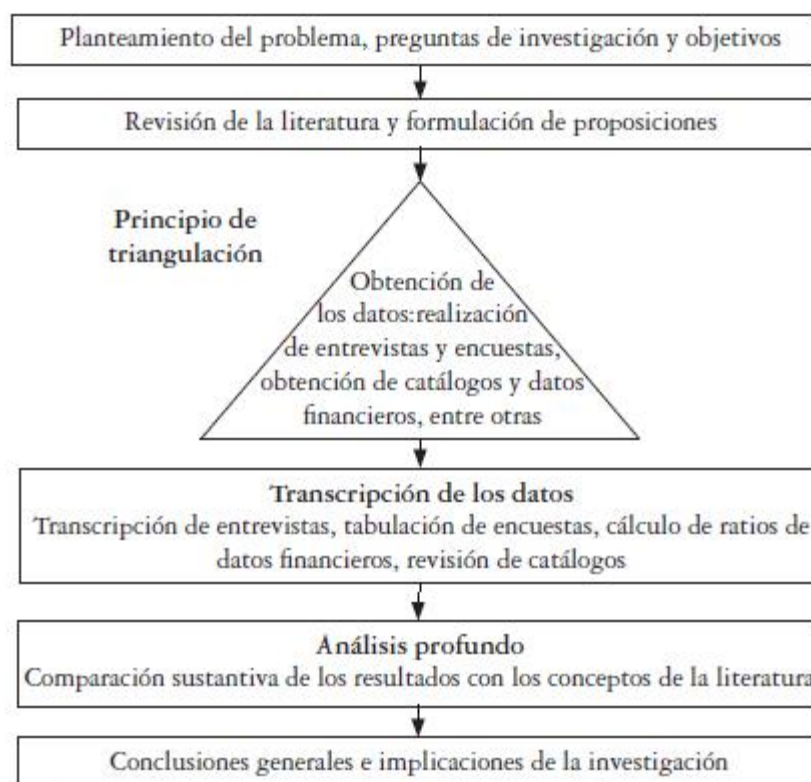 Planteamiento del problema, preguntas de investigación y objetivos
Revisión de la literatura y formulación de proposiciones
Principio de
triangulación
Obtención de
los datos:realización
de entrevistas y encuestas,
obtención de catálogos y datos
financieros, entre otras
Transcripción de los datos
Transcripción de entrevistas, tabulación de encuestas, cálculo de ratios de
datos financieros, revisión de catálogos
Análisis profundo
Comparación sustantiva de los resultados con los conceptos de la literatura
Conclusiones generales e implicaciones de la investigación